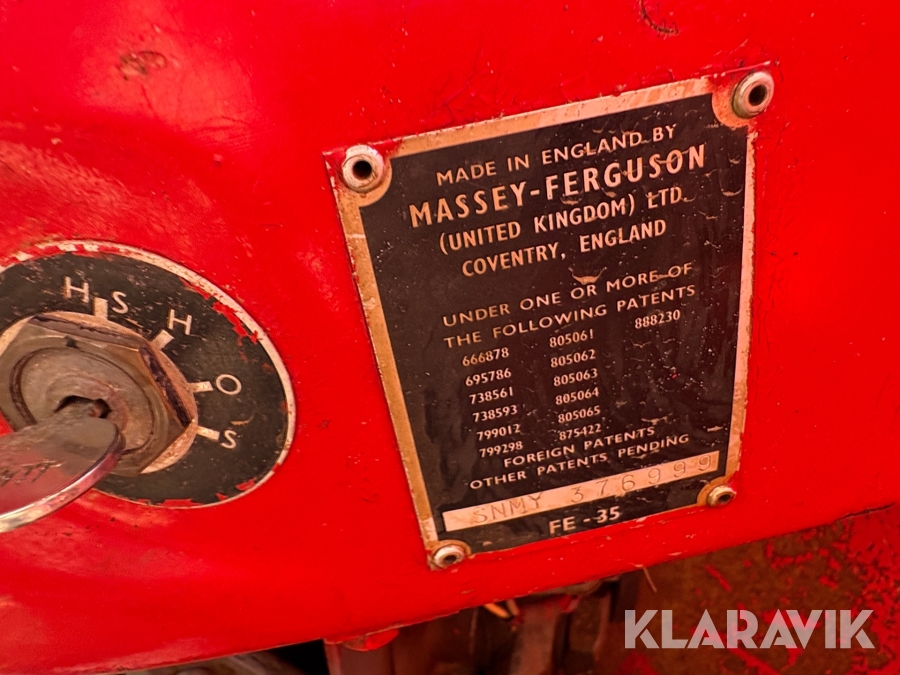 H S H O S
MADE IN ENGLAND BY
MASSEY-FERGUSON
(UNITED KINGDOM) LTD.
COVENTRY, ENGLAND
UNDER ONE OR MORE OF
THE FOLLOWING PATENTS
666878 805061 888230
695786 805062
738561 805063
738593 805064
799012 805065
799298 875422
FOREIGN PATENTS
OTHER PATENTS PENDING
SNMY 376999
FE - 35
KLARAVIK